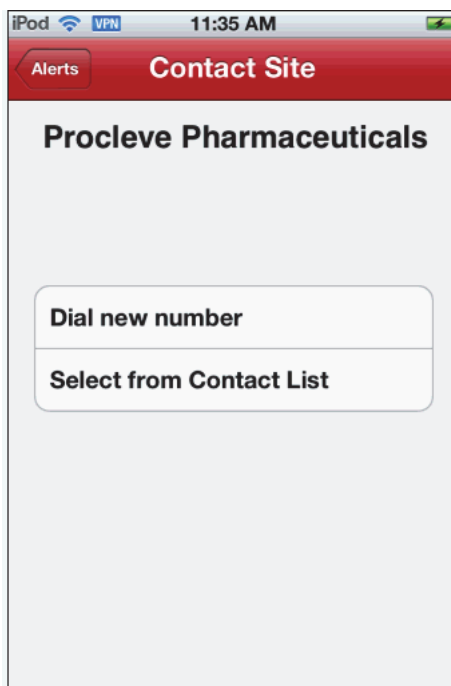 iPod VPN 11:35 AM
Alerts Contact Site
Procleve Pharmaceuticals
Dial new number
Select from Contact List